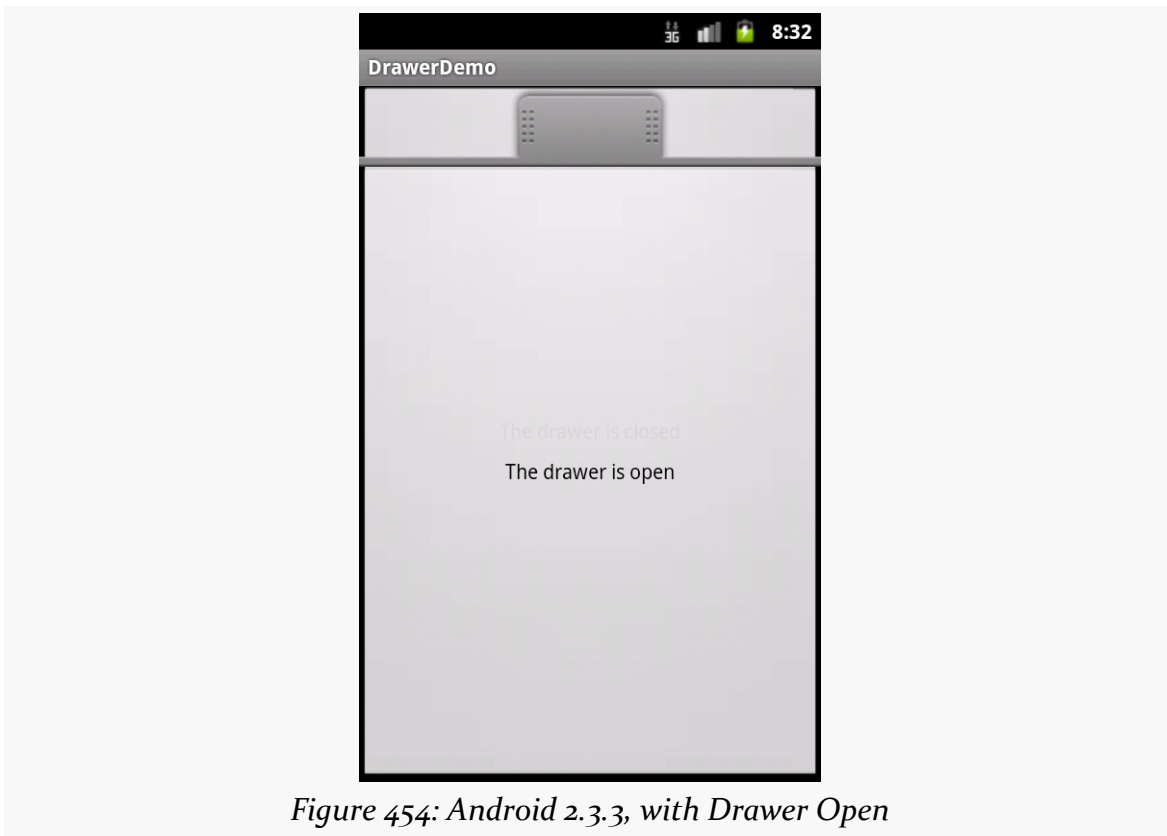 3G 8:32
DrawerDemo
The drawer is closed
The drawer is open
Figure 454: Android 2.3.3, with Drawer Open